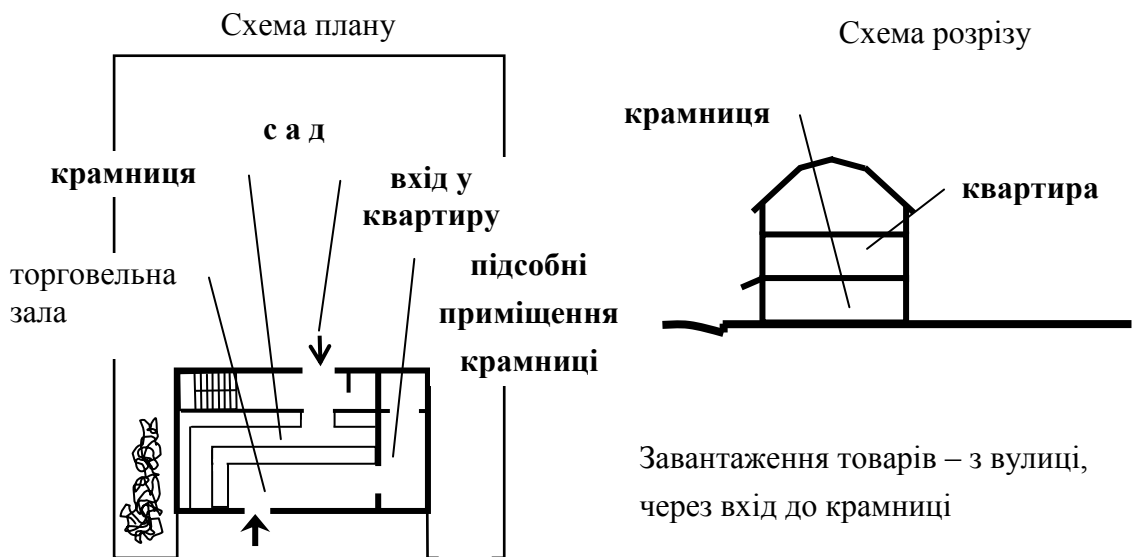 Схема плану
Схема розрізу
с а д
крамниця
вхід у
квартиру
торговельна
зала
підсобні
приміщення
крамниці
крамниця
квартира
Завантаження товарів – з вулиці,
через вхід до крамниці